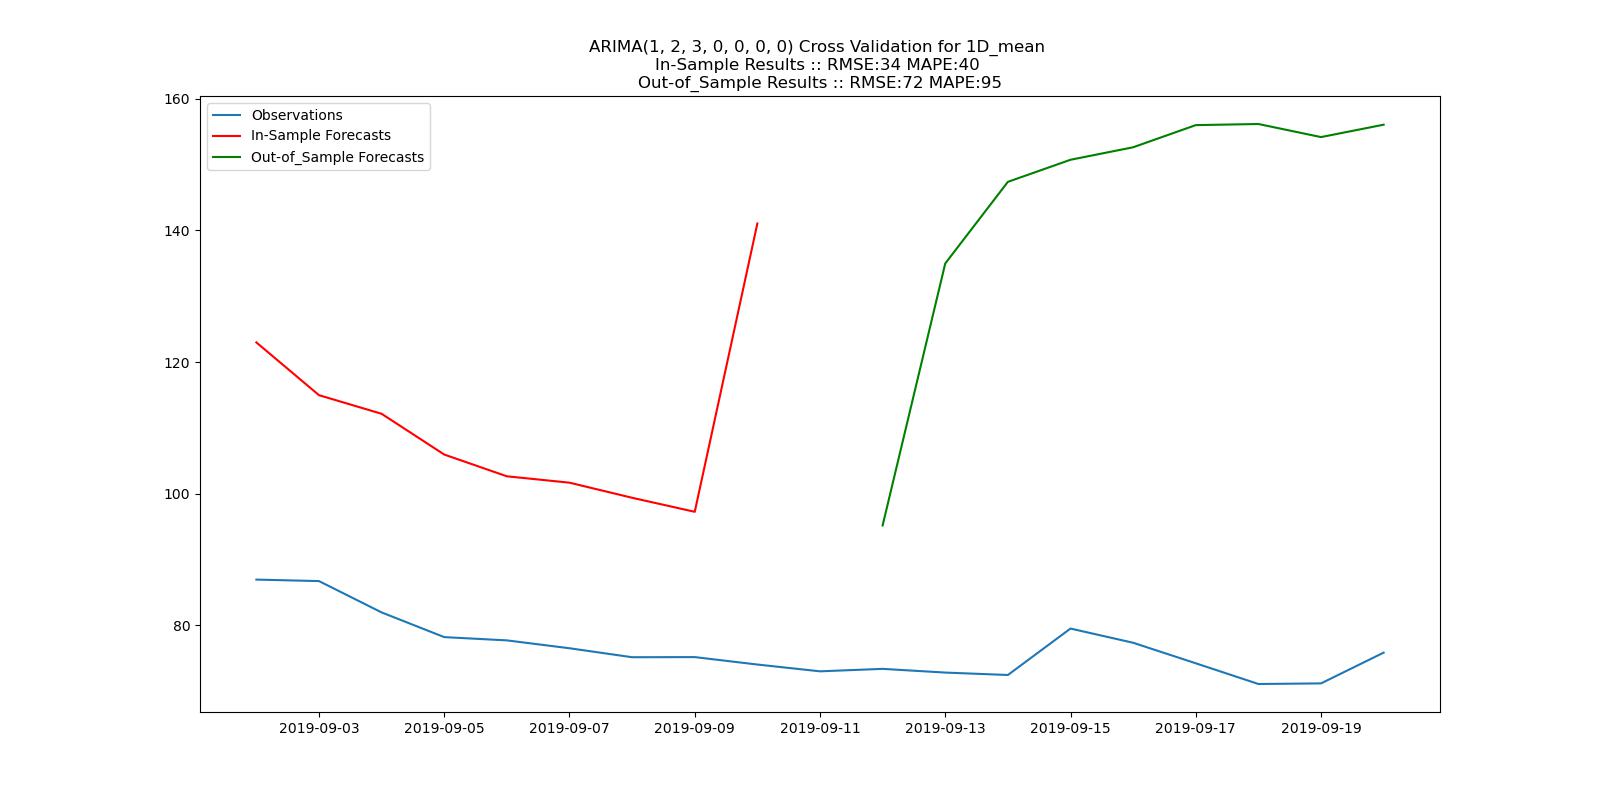 ARIMA(1, 2, 3, 0, 0, 0, 0) Cross Validation for 1D_mean
In-Sample Results :: RMSE:34 MAPE:40
Out-of_Sample Results :: RMSE:72 MAPE:95
Observations
In-Sample Forecasts
Out-of_Sample Forecasts
160
140
120
100
80
2019-09-03 2019-09-05 2019-09-07 2019-09-09 2019-09-11 2019-09-13 2019-09-15 2019-09-17 2019-09-19